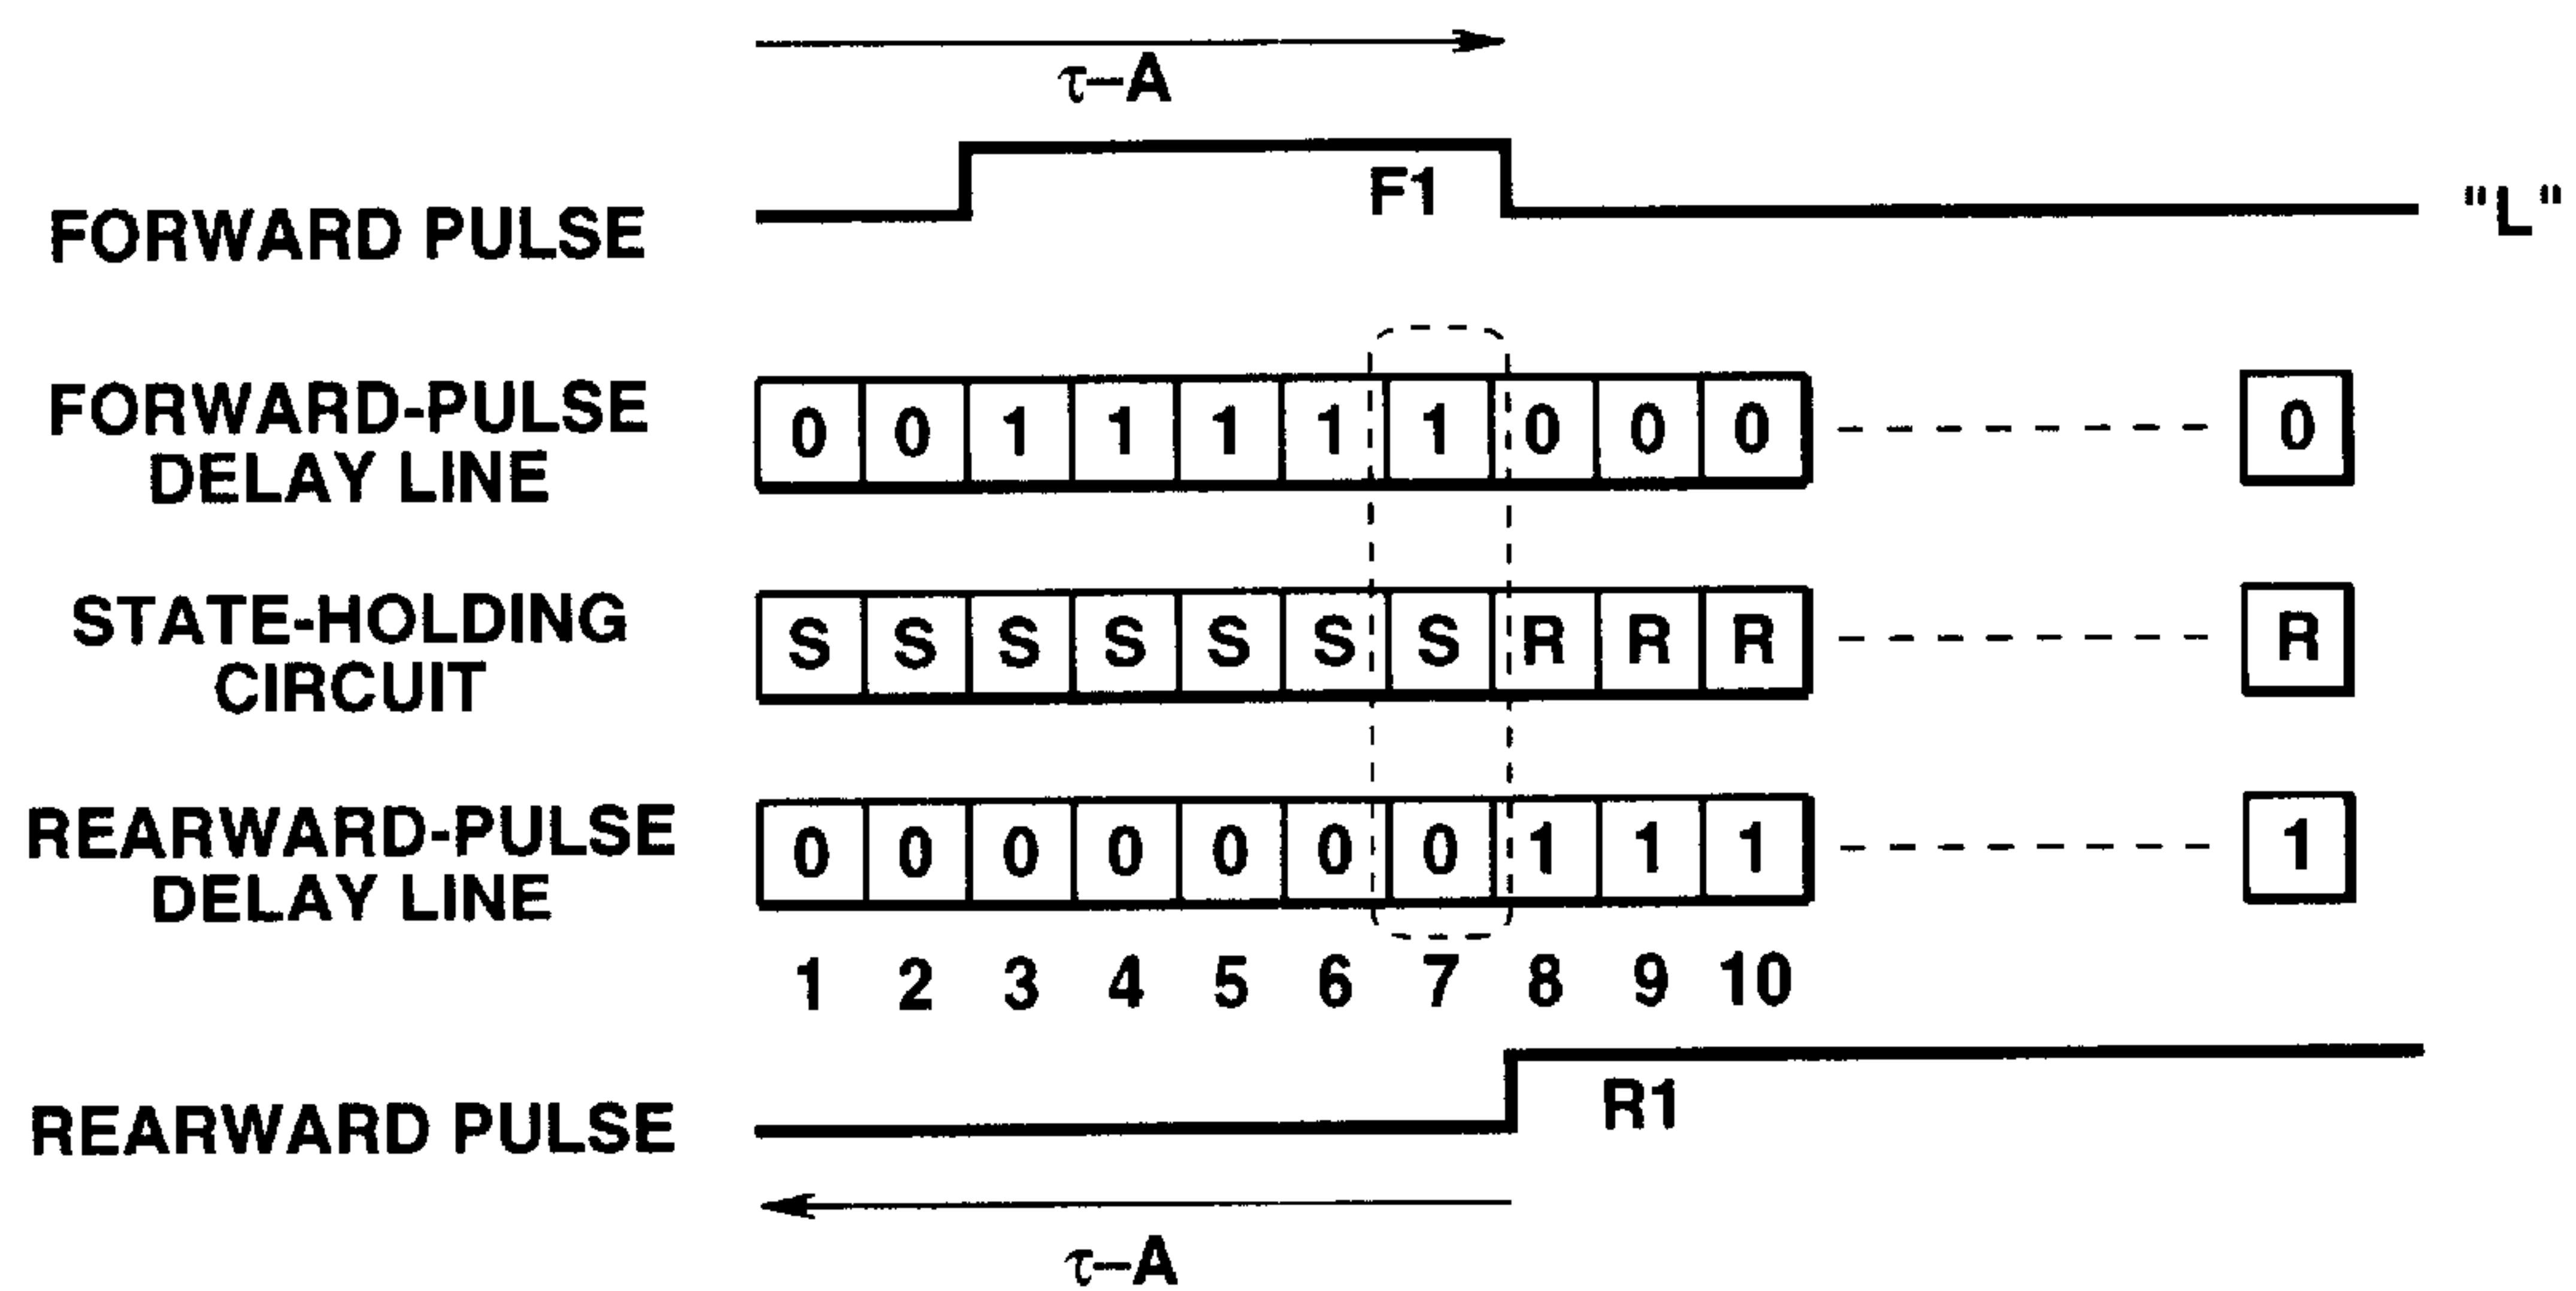 τ–A
F1
FORWARD PULSE "L"
FORWARD-PULSE
DELAY LINE
0 0 1 1 1 1 1 0 0 0 0
STATE-HOLDING
CIRCUIT
S S S S S S S R R R R
REARWARD-PULSE
DELAY LINE
0 0 0 0 0 0 0 1 1 1 1
1 2 3 4 5 6 7 8 9 10
R1
REARWARD PULSE
τ–A